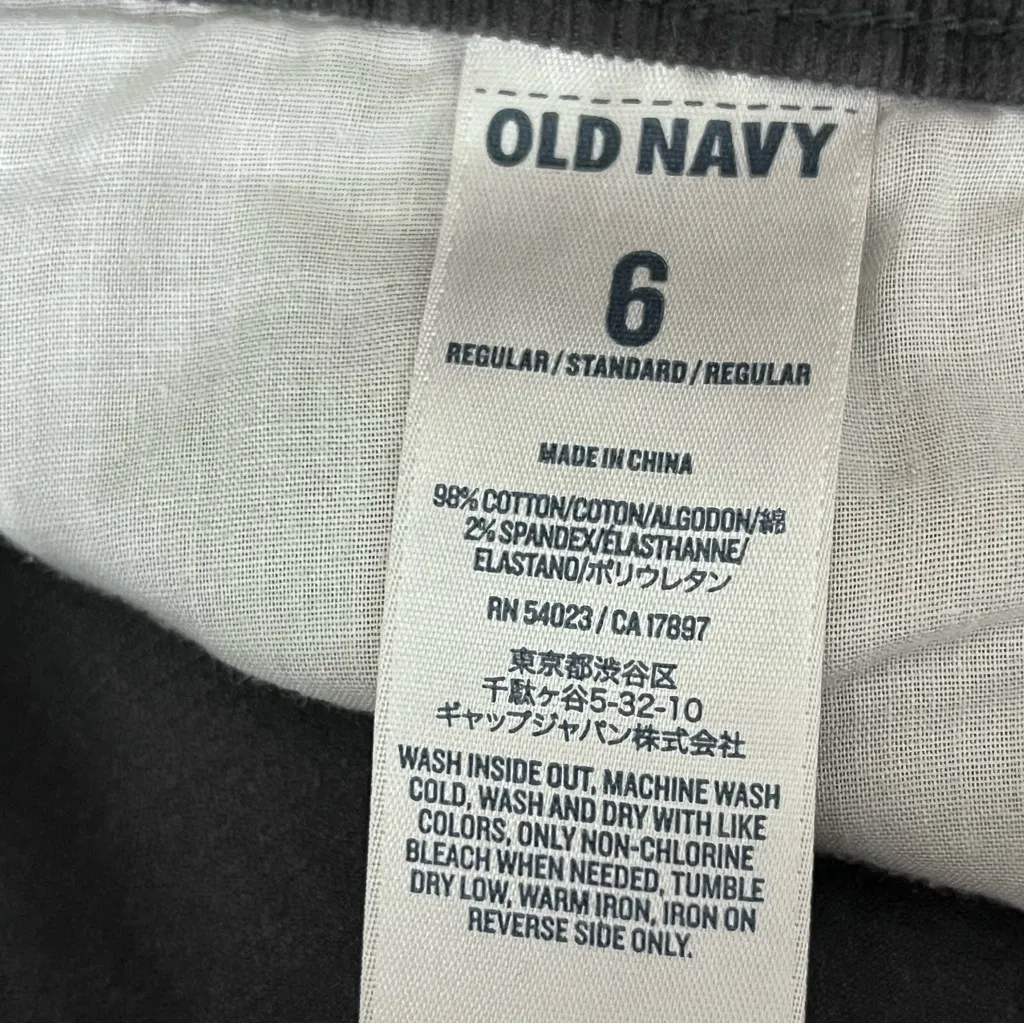 OLD NAVY
6
REGULAR/STANDARD/REGULAR
MADE IN CHINA
98% COTTON/COTON/ALGODON/綿
2% SPANDEX/ÉLASTHANNE/
ELASTANO/ポリウレタン
RN 54023 / CA 17897
東京都渋谷区
千駄ヶ谷5-32-10
ギャップジャパン株式会社
WASH INSIDE OUT, MACHINE WASH
COLD, WASH AND DRY WITH LIKE
COLORS, ONLY NON-CHLORINE
BLEACH WHEN NEEDED, TUMBLE
DRY LOW, WARM IRON, IRON ON
REVERSE SIDE ONLY.